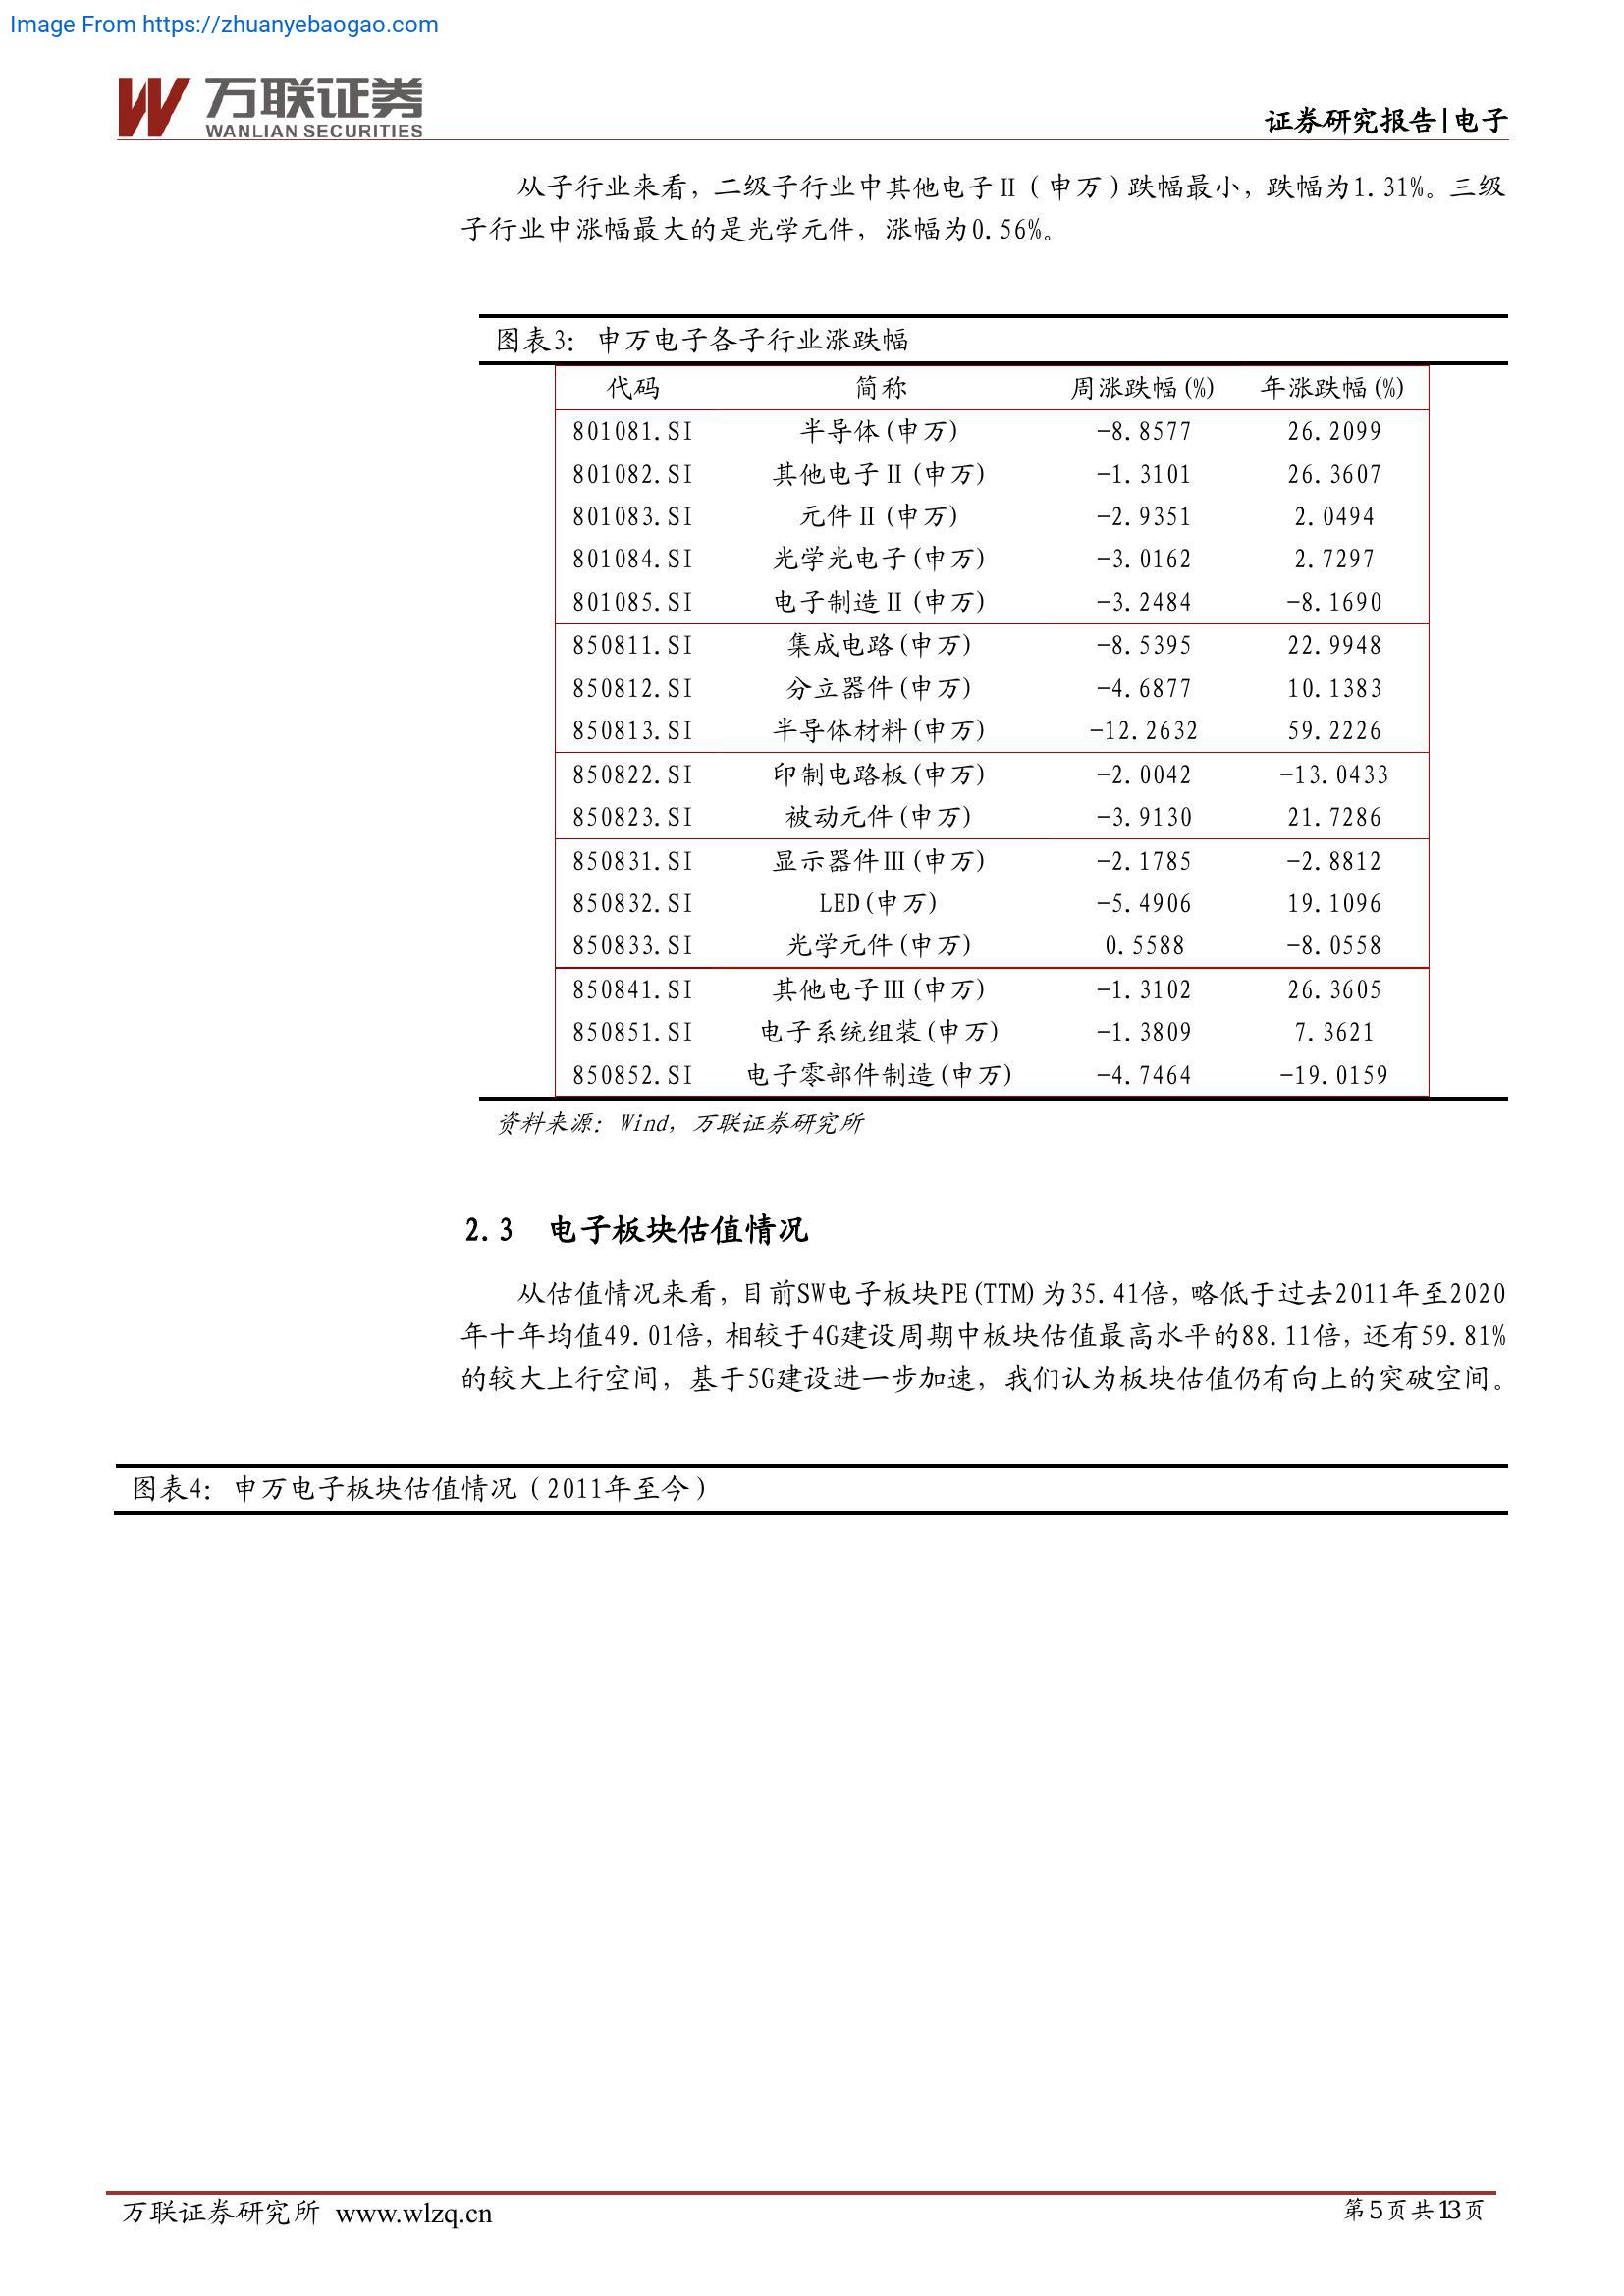 Image From https://zhuanyebaogao.com
万联证券
WANLIAN SECURITIES
证券研究报告|电子
从子行业来看，二级子行业中其他电子Ⅱ（申万）跌幅最小，跌幅为1.31%。三级
子行业中涨幅最大的是光学元件，涨幅为0.56%。
图表3：申万电子各子行业涨跌幅
代码 简称 周涨跌幅(%) 年涨跌幅(%)
801081.SI 半导体(申万) -8.8577 26.2099
801082.SI 其他电子Ⅱ(申万) -1.3101 26.3607
801083.SI 元件Ⅱ(申万) -2.9351 2.0494
801084.SI 光学光电子(申万) -3.0162 2.7297
801085.SI 电子制造Ⅱ(申万) -3.2484 -8.1690
850811.SI 集成电路(申万) -8.5395 22.9948
850812.SI 分立器件(申万) -4.6877 10.1383
850813.SI 半导体材料(申万) -12.2632 59.2226
850822.SI 印制电路板(申万) -2.0042 -13.0433
850823.SI 被动元件(申万) -3.9130 21.7286
850831.SI 显示器件Ⅲ(申万) -2.1785 -2.8812
850832.SI LED(申万) -5.4906 19.1096
850833.SI 光学元件(申万) 0.5588 -8.0558
850841.SI 其他电子Ⅲ(申万) -1.3102 26.3605
850851.SI 电子系统组装(申万) -1.3809 7.3621
850852.SI 电子零部件制造(申万) -4.7464 -19.0159
资料来源：Wind，万联证券研究所
2.3 电子板块估值情况
从估值情况来看，目前SW电子板块PE(TTM)为35.41倍，略低于过去2011年至2020
年十年均值49.01倍，相较于4G建设周期中板块估值最高水平的88.11倍，还有59.81%
的较大上行空间，基于5G建设进一步加速，我们认为板块估值仍有向上的突破空间。
图表4：申万电子板块估值情况（2011年至今）
万联证券研究所 www.wlzq.cn
第5页共13页